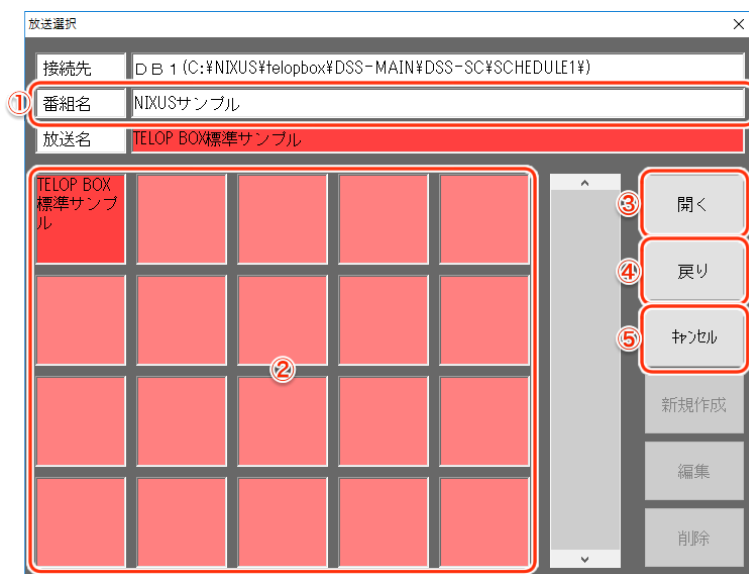 放送選択
接続先 ＤＢ１(C:¥NIXUS¥telopbox¥DSS-MAIN¥DSS-SC¥SCHEDULE1¥)
① 番組名 NIXUSサンプル
放送名 TELOP BOX標準サンプル
TELOP BOX
標準サンプ
ル
②
③ 開く
④ 戻り
⑤ ｷｬﾝｾﾙ
新規作成
編集
削除